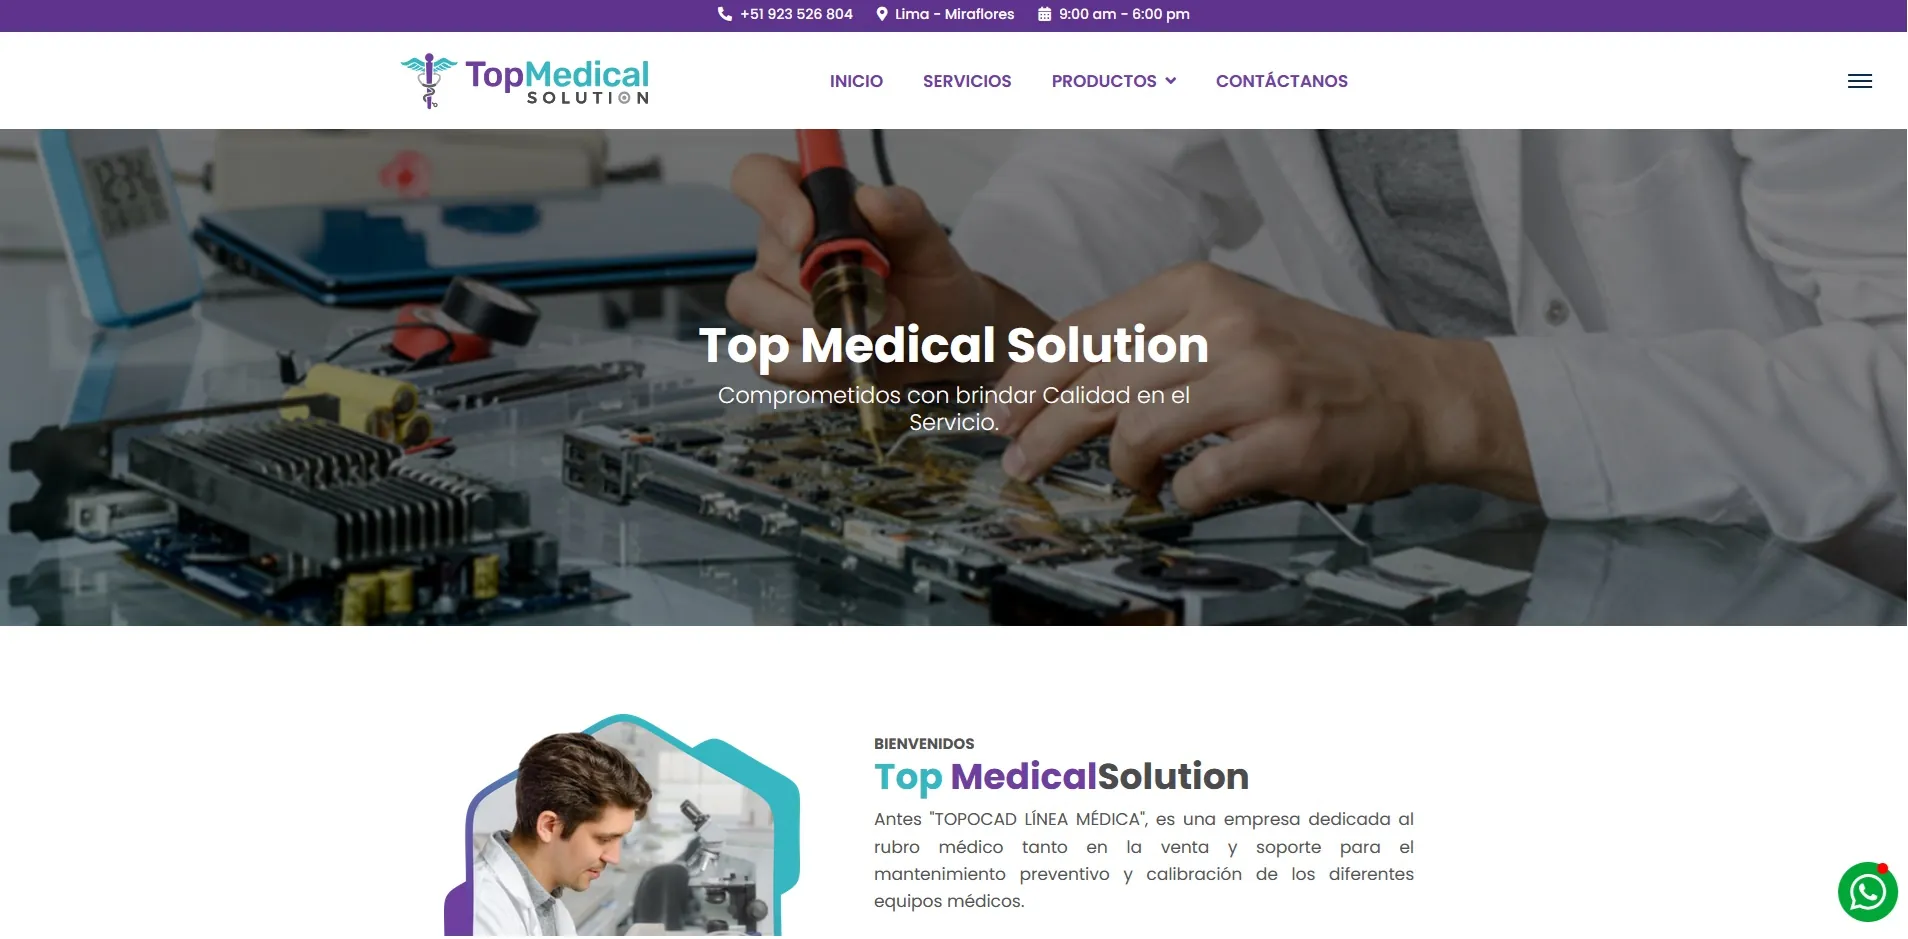 +51 923 526 804 Lima - Miraflores 9:00 am - 6:00 pm
TopMedical
SOLUTION
INICIO SERVICIOS PRODUCTOS CONTÁCTANOS
Top Medical Solution
Comprometidos con brindar Calidad en el
Servicio.
BIENVENIDOS
Top MedicalSolution
Antes "TOPOCAD LÍNEA MÉDICA", es una empresa dedicada al
rubro médico tanto en la venta y soporte para el
mantenimiento preventivo y calibración de los diferentes
equipos médicos.